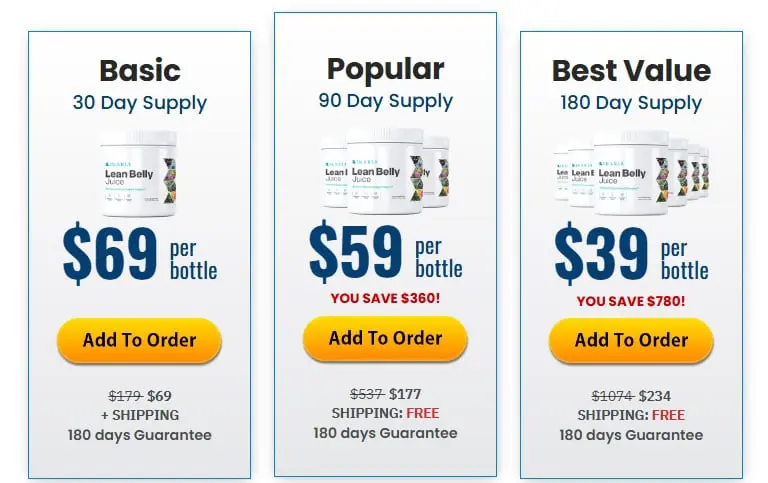 Basic
30 Day Supply
IKARIA
Lean Belly
Juice
$69 per
bottle
Add To Order
$179 $69
+ SHIPPING
180 days Guarantee
Popular
90 Day Supply
IKARIA
Lean Belly
Juice
$59 per
bottle
YOU SAVE $360!
Add To Order
$537 $177
SHIPPING: FREE
180 days Guarantee
Best Value
180 Day Supply
IKARIA
Lean Belly
Juice
$39 per
bottle
YOU SAVE $780!
Add To Order
$1074 $234
SHIPPING: FREE
180 days Guarantee